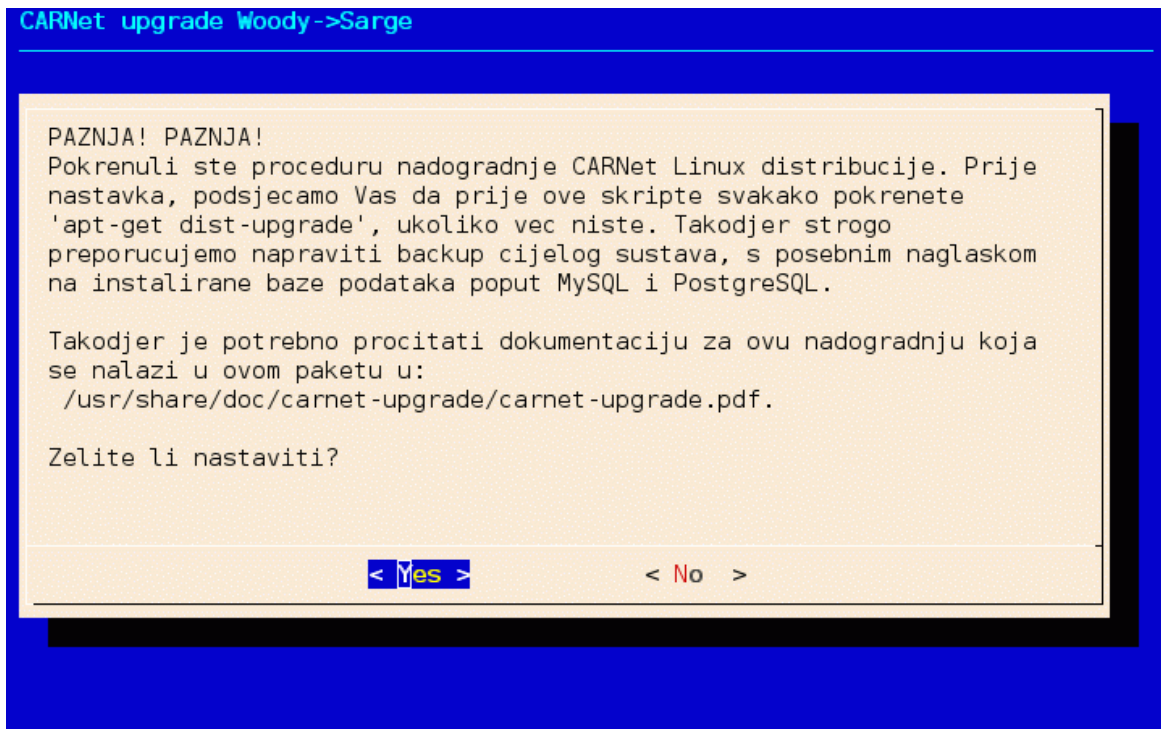 CARNet upgrade Woody->Sarge
PAZNJA! PAZNJA!
Pokrenuli ste proceduru nadogradnje CARNet Linux distribucije. Prije
nastavka, podsjecamo Vas da prije ove skripte svakako pokrenete
'apt-get dist-upgrade', ukoliko vec niste. Takodjer strogo
preporucujemo napraviti backup cijelog sustava, s posebnim naglaskom
na instalirane baze podataka poput MySQL i PostgreSQL.
Takodjer je potrebno procitati dokumentaciju za ovu nadogradnju koja
se nalazi u ovom paketu u:
/usr/share/doc/carnet-upgrade/carnet-upgrade.pdf.
Zelite li nastaviti?
< Yes > < No >